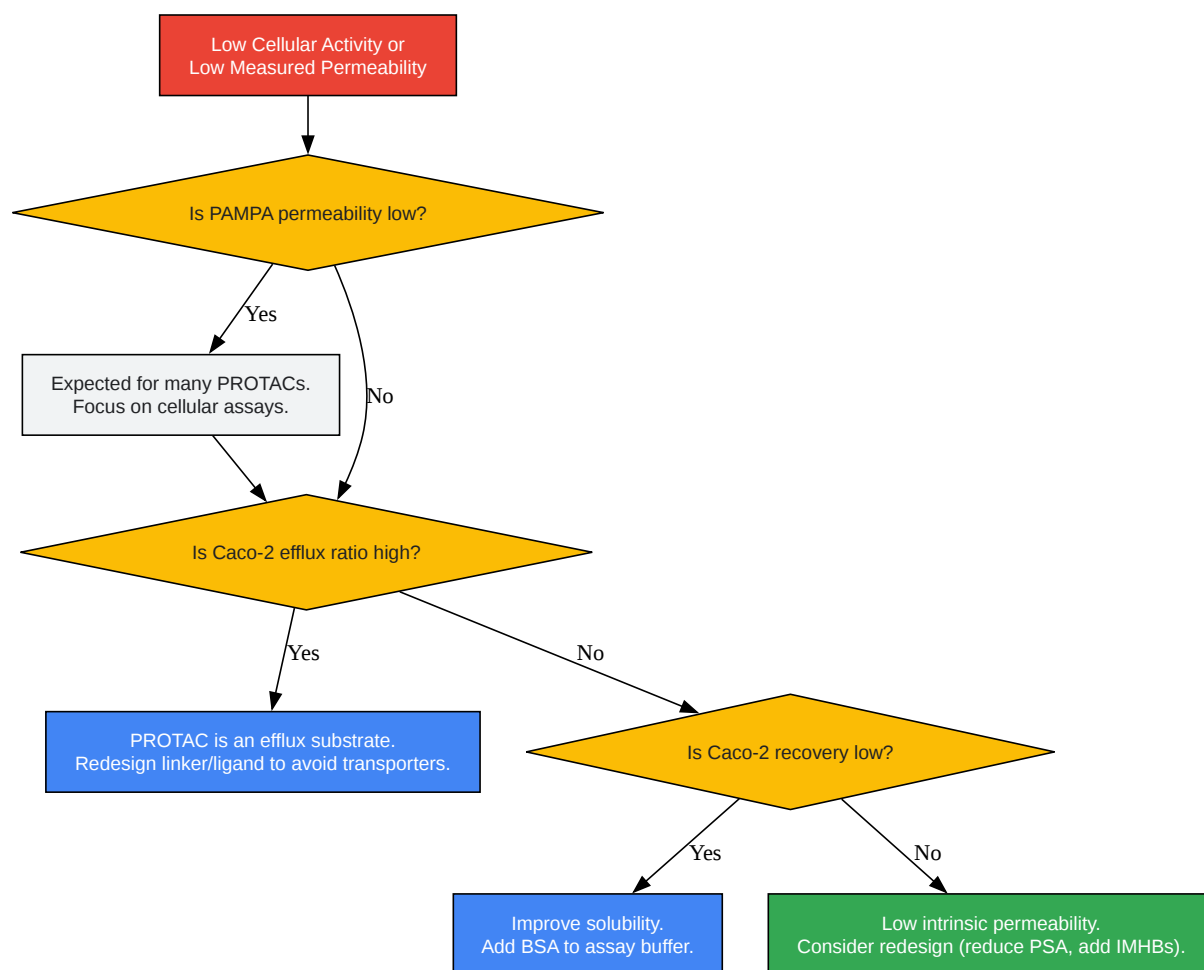 Low Cellular Activity or
Low Measured Permeability
Is PAMPA permeability low?
Yes
Expected for many PROTACs.
Focus on cellular assays.
No
Is Caco-2 efflux ratio high?
Yes
No
PROTAC is an efflux substrate.
Redesign linker/ligand to avoid transporters.
Is Caco-2 recovery low?
Yes
No
Improve solubility.
Add BSA to assay buffer.
Low intrinsic permeability.
Consider redesign (reduce PSA, add IMHBs).